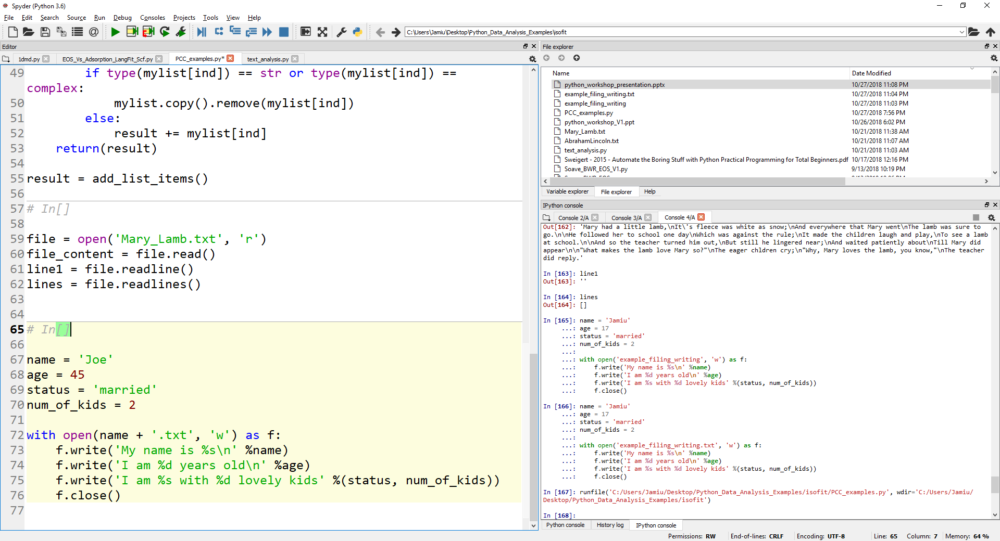 Spyder (Python 3.6)
File Edit Search Source Run Debug Consoles Projects Tools View Help
C:\Users\Jamiu\Desktop\Python_Data_Analysis_Examples\isofit
Editor
1dmd.py EOS_Vs_Adsorption_LangFit_Scf.py PCC_examples.py* text_analysis.py
49         if type(mylist[ind]) == str or type(mylist[ind]) ==
complex:
50             mylist.copy().remove(mylist[ind])
51         else:
52             result += mylist[ind]
53     return(result)
54
55 result = add_list_items()
56
57 # In[]
58
59 file = open('Mary_Lamb.txt', 'r')
60 file_content = file.read()
61 line1 = file.readline()
62 lines = file.readlines()
63
64
65 # In[]
66
67 name = 'Joe'
68 age = 45
69 status = 'married'
70 num_of_kids = 2
71
72 with open(name + '.txt', 'w') as f:
73     f.write('My name is %s\n' %name)
74     f.write('I am %d years old\n' %age)
75     f.write('I am %s with %d lovely kids' %(status, num_of_kids))
76     f.close()
77
File explorer
Name Date Modified
python_workshop_presentation.pptx 10/27/2018 11:08 PM
example_filing_writing.txt 10/27/2018 11:04 PM
example_filing_writing 10/27/2018 11:03 PM
PCC_examples.py 10/27/2018 7:56 PM
python_workshop_V1.ppt 10/26/2018 6:02 PM
Mary_Lamb.txt 10/21/2018 11:38 AM
AbrahamLincoln.txt 10/21/2018 11:07 AM
text_analysis.py 10/21/2018 11:03 AM
Sweigert - 2015 - Automate the Boring Stuff with Python Practical Programming for Total Beginners.pdf 10/17/2018 12:16 PM
Soave_BWR_EOS_V1.py 9/13/2018 10:19 PM
Variable explorer File explorer Help
IPython console
Console 2/A Console 3/A Console 4/A
Out[162]: 'Mary had a little lamb,\nIt\'s fleece was white as snow;\nAnd everywhere that Mary went\nThe lamb was sure to
go.\n\nHe followed her to school one day\nWhich was against the rule;\nIt made the children laugh and play,\nTo see a lamb
at school.\n\nAnd so the teacher turned him out,\nBut still he lingered near;\nAnd waited patiently about\nTill Mary did
appear\n\n"What makes the lamb love Mary so?"\nThe eager chldren cry;\n"Why, Mary loves the lamb, you know,"\nThe teacher
did reply.'
In [163]: line1
Out[163]: ''
In [164]: lines
Out[164]: []
In [165]: name = 'Jamiu'
...: age = 17
...: status = 'married'
...: num_of_kids = 2
...:
...: with open('example_filing_writing', 'w') as f:
...:     f.write('My name is %s\n' %name)
...:     f.write('I am %d years old\n' %age)
...:     f.write('I am %s with %d lovely kids' %(status, num_of_kids))
...:     f.close()
In [166]: name = 'Jamiu'
...: age = 17
...: status = 'married'
...: num_of_kids = 2
...:
...: with open('example_filing_writing.txt', 'w') as f:
...:     f.write('My name is %s\n' %name)
...:     f.write('I am %d years old\n' %age)
...:     f.write('I am %s with %d lovely kids' %(status, num_of_kids))
...:     f.close()
In [167]: runfile('C:/Users/Jamiu/Desktop/Python_Data_Analysis_Examples/isofit/PCC_examples.py', wdir='C:/Users/Jamiu/
Desktop/Python_Data_Analysis_Examples/isofit')
In [168]:
Python console History log IPython console
Permissions: RW End-of-lines: CRLF Encoding: UTF-8 Line: 65 Column: 7 Memory: 64 %